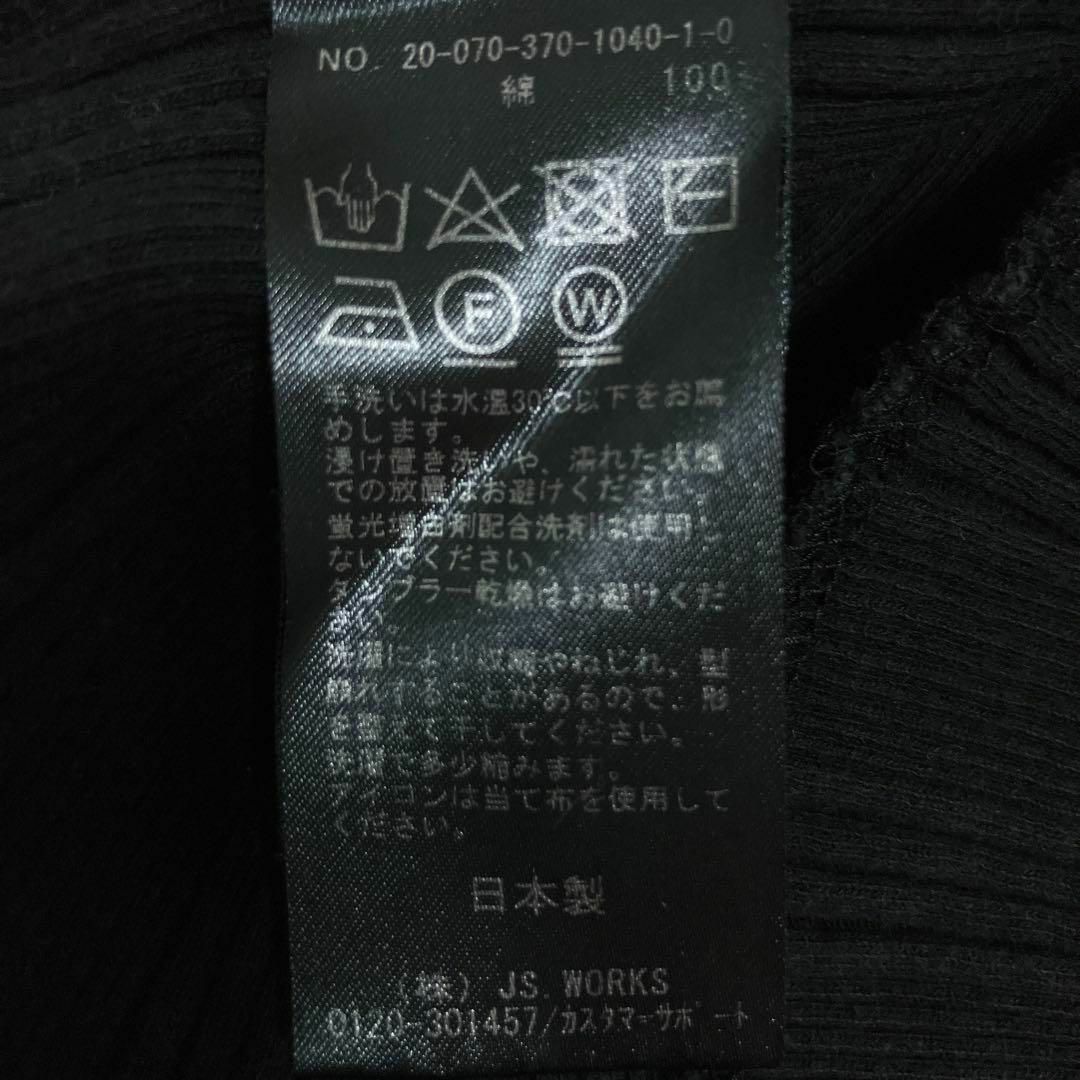 NO. 20-070-370-1040-1-0
綿 100%
F W
手洗いは水温30℃以下をお薦
めします。
浸け置き洗いや、濡れた状態
での放置はお避けください。
蛍光増白剤配合洗剤は使用し
ないでください。
タンブラー乾燥はお避けくだ
さい。
洗濯により収縮やねじれ、型
崩れすることがあるので、形
を整えて干してください。
洗濯で多少縮みます。
アイロンは当て布を使用して
ください。
日本製
(株) JS. WORKS
0120-301457/カスタマーサポート